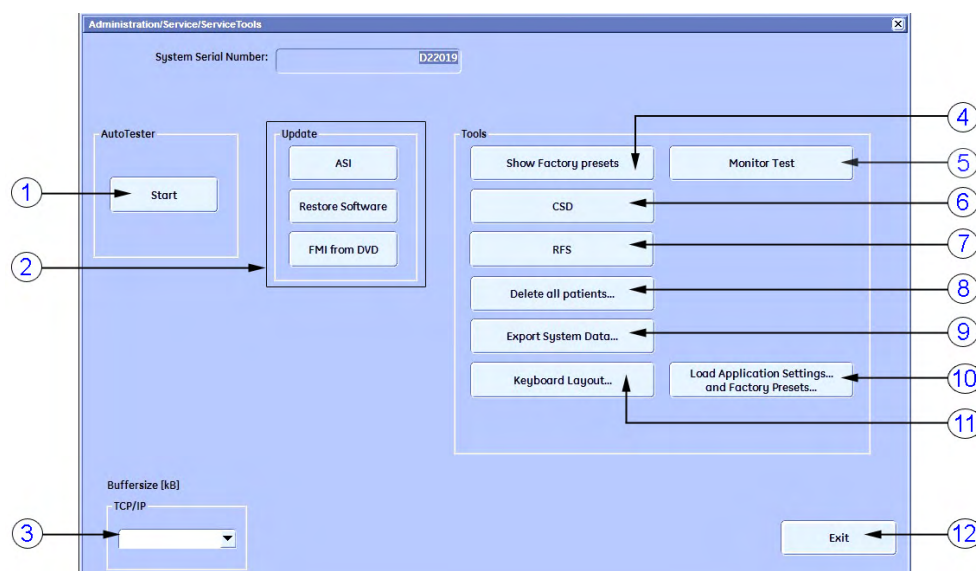 Administration/Service/ServiceTools
System Serial Number:
D22019
AutoTester
Update
Tools
4
ASI
Show Factory presets
Monitor Test
5
1
Start
Restore Software
CSD
6
2
FMI from DVD
RFS
7
Delete all patients...
8
Export System Data...
9
Keyboard Layout...
Load Application Settings...
and Factory Presets...
10
11
Buffersize [kB]
TCP/IP
3
Exit
12